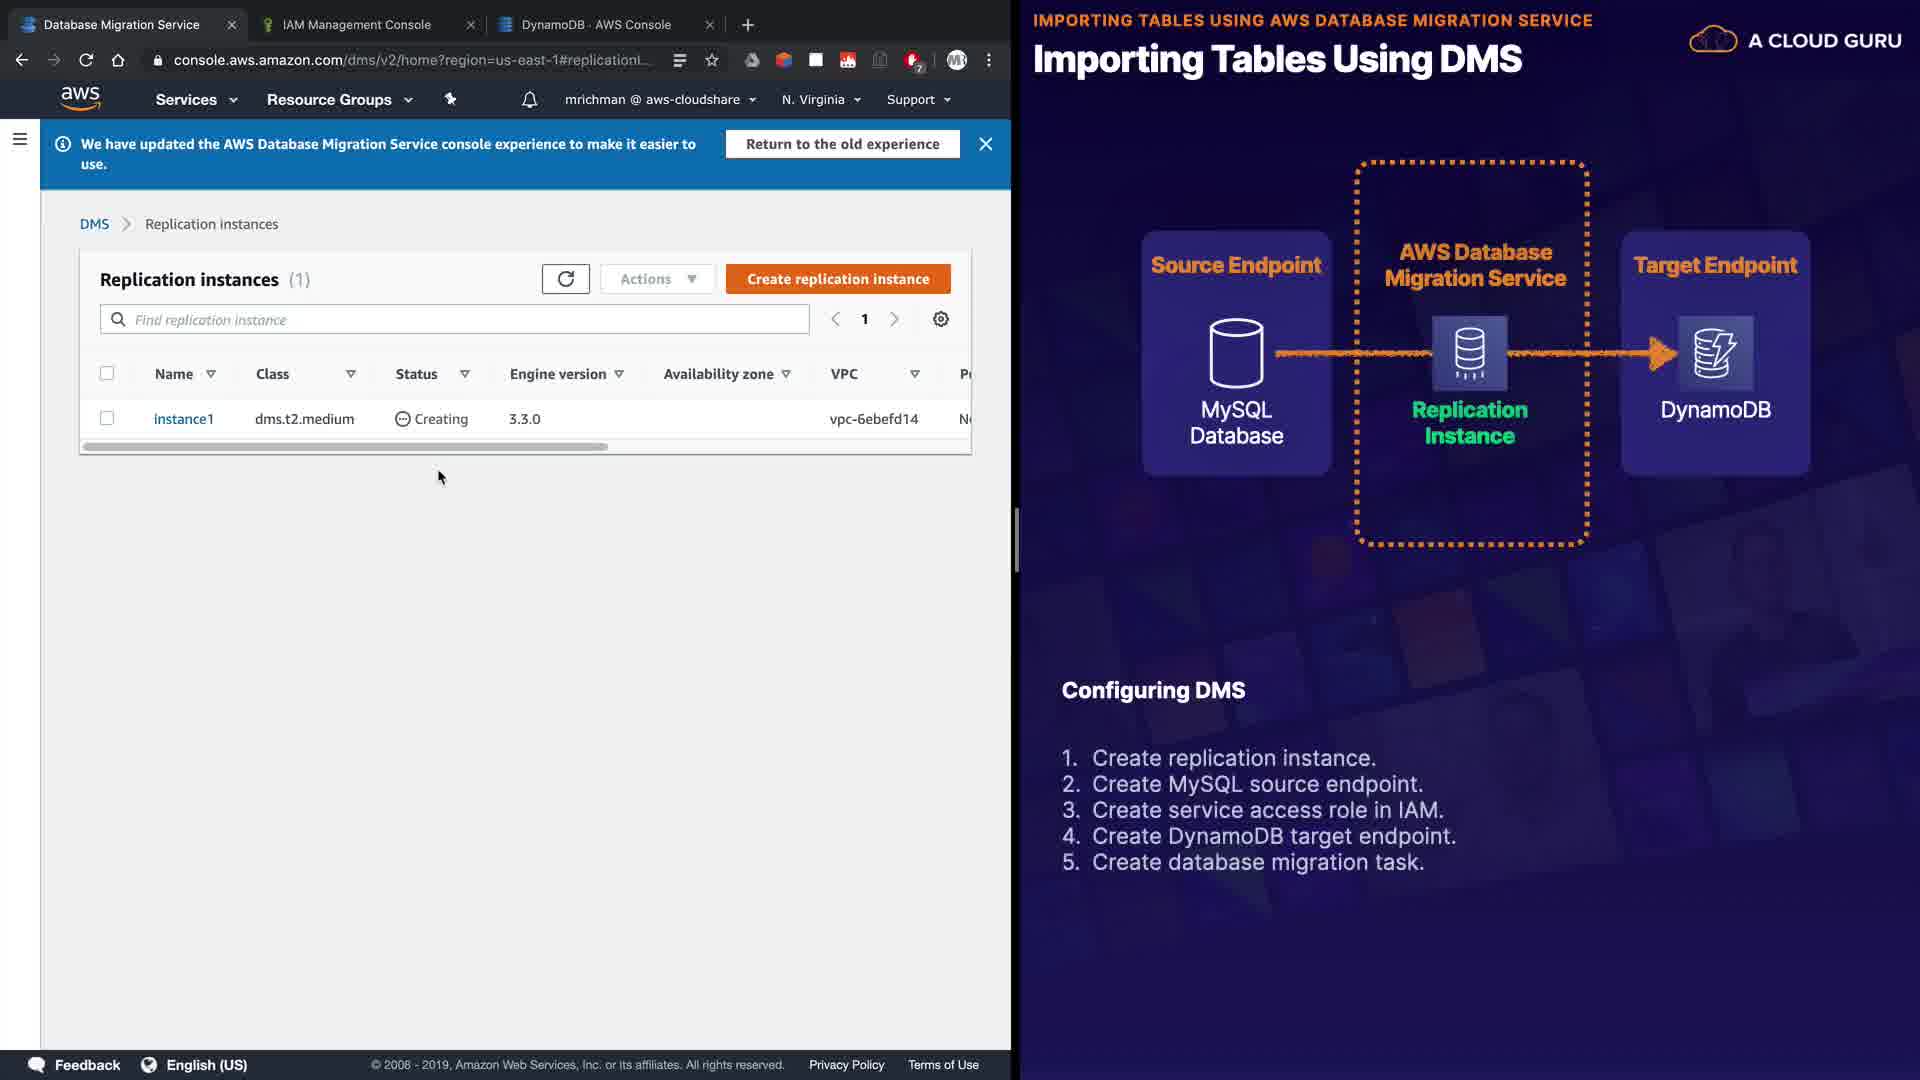 Database Migration Service
IAM Management Console
DynamoDB · AWS Console
console.aws.amazon.com/dms/v2/home?region=us-east-1#replicationI...
7
MR
aws
Services
Resource Groups
mrichman @ aws-cloudshare
N. Virginia
Support
We have updated the AWS Database Migration Service console experience to make it easier to
use.
Return to the old experience
DMS
Replication instances
Replication instances (1)
Actions
Create replication instance
Find replication instance
1
Name
Class
Status
Engine version
Availability zone
VPC
instance1
dms.t2.medium
Creating
3.3.0
vpc-6ebefd14
Feedback
English (US)
© 2008 - 2019, Amazon Web Services, Inc. or its affiliates. All rights reserved.
Privacy Policy
Terms of Use
IMPORTING TABLES USING AWS DATABASE MIGRATION SERVICE
Importing Tables Using DMS
A CLOUD GURU
Source Endpoint
MySQL
Database
AWS Database
Migration Service
Replication
Instance
Target Endpoint
DynamoDB
Configuring DMS
1. Create replication instance.
2. Create MySQL source endpoint.
3. Create service access role in IAM.
4. Create DynamoDB target endpoint.
5. Create database migration task.